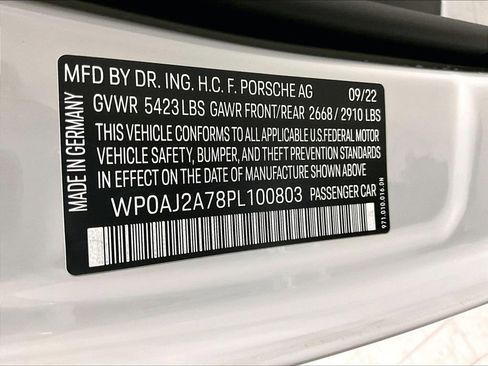 MFD BY DR. ING. H.C. F. PORSCHE AG 09/22
GVWR 5423 LBS GAWR FRONT/REAR 2668 / 2910 LBS
THIS VEHICLE CONFORMS TO ALL APPLICABLE U.S. FEDERAL MOTOR
VEHICLE SAFETY, BUMPER, AND THEFT PREVENTION STANDARDS
IN EFFECT ON THE DATE OF MANUFACTURE SHOWN ABOVE
WP0AJ2A78PL100803 PASSENGER CAR
MADE IN GERMANY
971.010.016.DN